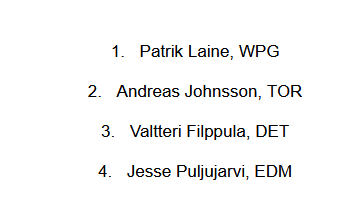 1. Patrik Laine, WPG
2. Andreas Johnsson, TOR
3. Valtteri Filppula, DET
4. Jesse Puljujarvi, EDM